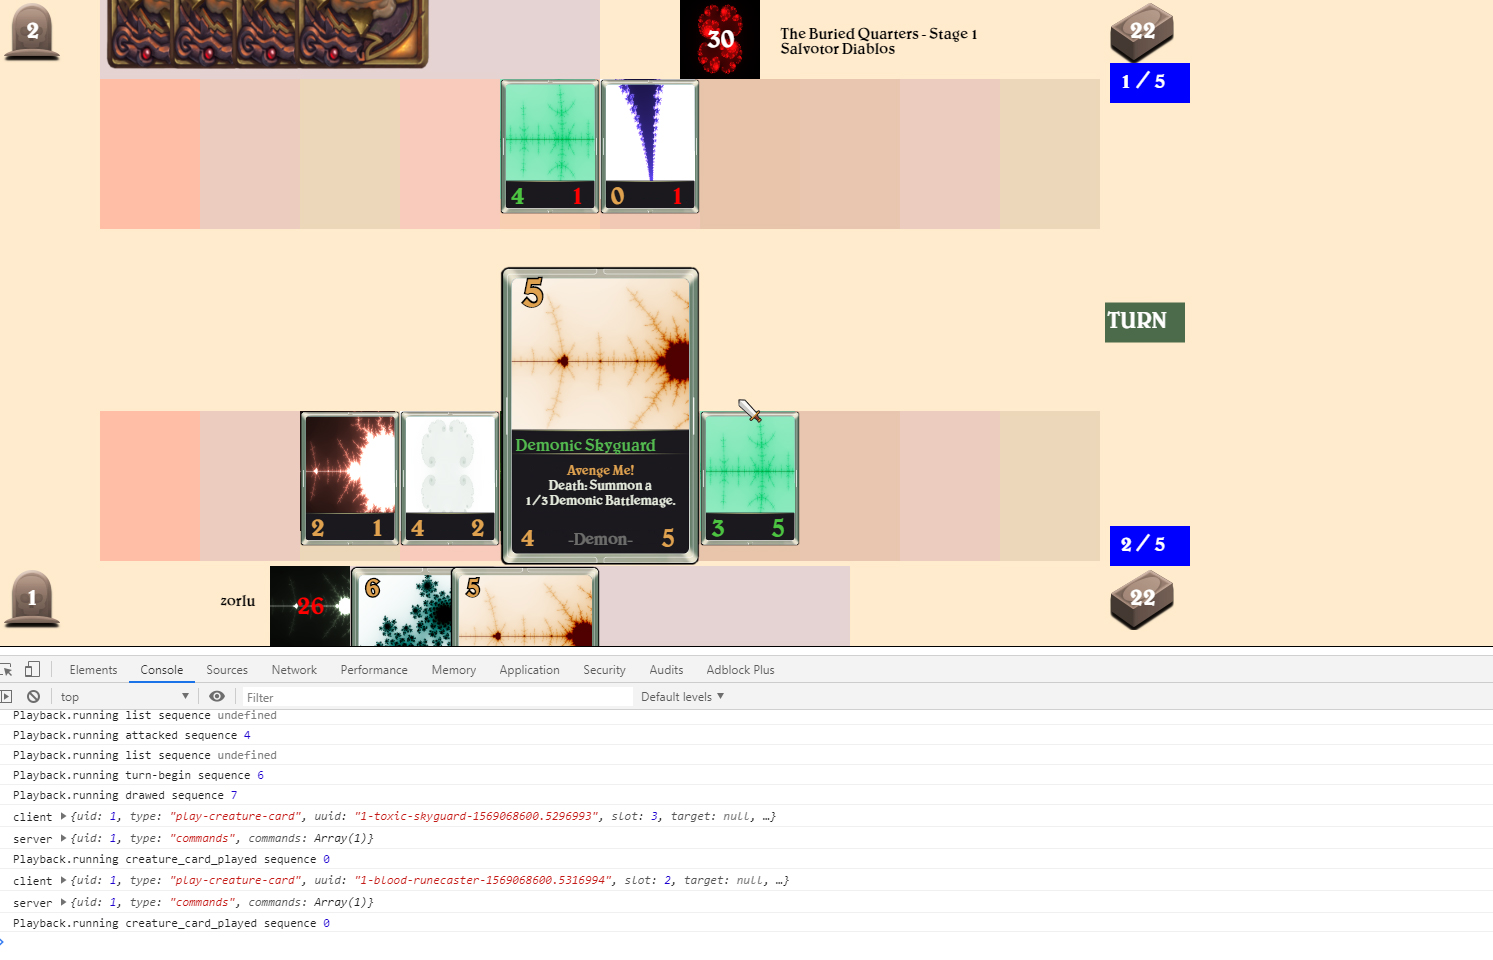 2
30
The Buried Quarters - Stage 1
Salvotor Diablos
22
1 / 5
4 1
0 1
5
TURN
Demonic Skyguard
Avenge Me!
Death: Summon a
1/3 Demonic Battlemage.
4 -Demon- 5
2 1
4 2
3 5
2 / 5
1
zorlu
26
6
5
22
Elements Console Sources Network Performance Memory Application Security Audits Adblock Plus
top Filter Default levels
Playback.running list sequence undefined
Playback.running attacked sequence 4
Playback.running list sequence undefined
Playback.running turn-begin sequence 6
Playback.running drawed sequence 7
client {uid: 1, type: "play-creature-card", uuid: "1-toxic-skyguard-1569068600.5296993", slot: 3, target: null, …}
server {uid: 1, type: "commands", commands: Array(1)}
Playback.running creature_card_played sequence 0
client {uid: 1, type: "play-creature-card", uuid: "1-blood-runecaster-1569068600.5316994", slot: 2, target: null, …}
server {uid: 1, type: "commands", commands: Array(1)}
Playback.running creature_card_played sequence 0